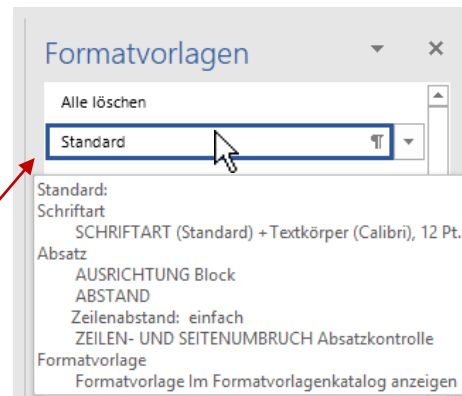 Formatvorlagen
Alle löschen
Standard ¶
Standard:
Schriftart
SCHRIFTART (Standard) + Textkörper (Calibri), 12 Pt.
Absatz
AUSRICHTUNG Block
ABSTAND
Zeilenabstand: einfach
ZEILEN- UND SEITENUMBRUCH Absatzkontrolle
Formatvorlage
Formatvorlage Im Formatvorlagenkatalog anzeigen